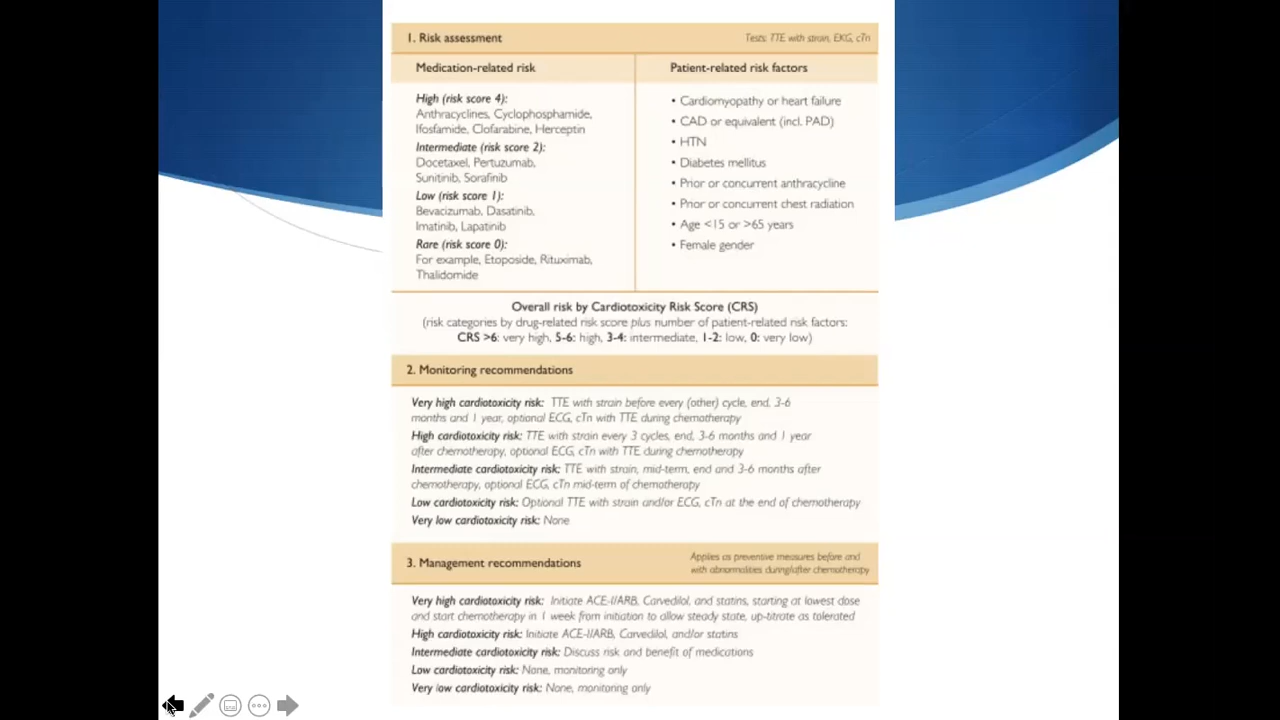 1. Risk assessment
Tests: TTE with strain, EKG, cTn
Medication-related risk
High (risk score 4):
Anthracyclines, Cyclophosphamide,
Ifosfamide, Clofarabine, Herceptin
Intermediate (risk score 2):
Docetaxel, Pertuzumab,
Sunitinib, Sorafinib
Low (risk score 1):
Bevacizumab, Dasatinib,
Imatinib, Lapatinib
Rare (risk score 0):
For example, Etoposide, Rituximab,
Thalidomide
Patient-related risk factors
• Cardiomyopathy or heart failure
• CAD or equivalent (incl. PAD)
• HTN
• Diabetes mellitus
• Prior or concurrent anthracycline
• Prior or concurrent chest radiation
• Age <15 or >65 years
• Female gender
Overall risk by Cardiotoxicity Risk Score (CRS)
(risk categories by drug-related risk score plus number of patient-related risk factors:
CRS >6: very high, 5-6: high, 3-4: intermediate, 1-2: low, 0: very low)
2. Monitoring recommendations
Very high cardiotoxicity risk: TTE with strain before every (other) cycle, end, 3-6
months and 1 year, optional ECG, cTn with TTE during chemotherapy
High cardiotoxicity risk: TTE with strain every 3 cycles, end, 3-6 months and 1 year
after chemotherapy, optional ECG, cTn with TTE during chemotherapy
Intermediate cardiotoxicity risk: TTE with strain, mid-term, end and 3-6 months after
chemotherapy, optional ECG, cTn mid-term of chemotherapy
Low cardiotoxicity risk: Optional TTE with strain and/or ECG, cTn at the end of chemotherapy
Very low cardiotoxicity risk: None
3. Management recommendations
Applies as preventive measures before and
with abnormalities during/after chemotherapy
Very high cardiotoxicity risk: Initiate ACE-I/ARB, Carvedilol, and statins, starting at lowest dose
and start chemotherapy in 1 week from initiation to allow steady state, up-titrate as tolerated
High cardiotoxicity risk: Initiate ACE-I/ARB, Carvedilol, and/or statins
Intermediate cardiotoxicity risk: Discuss risk and benefit of medications
Low cardiotoxicity risk: None, monitoring only
Very low cardiotoxicity risk: None, monitoring only